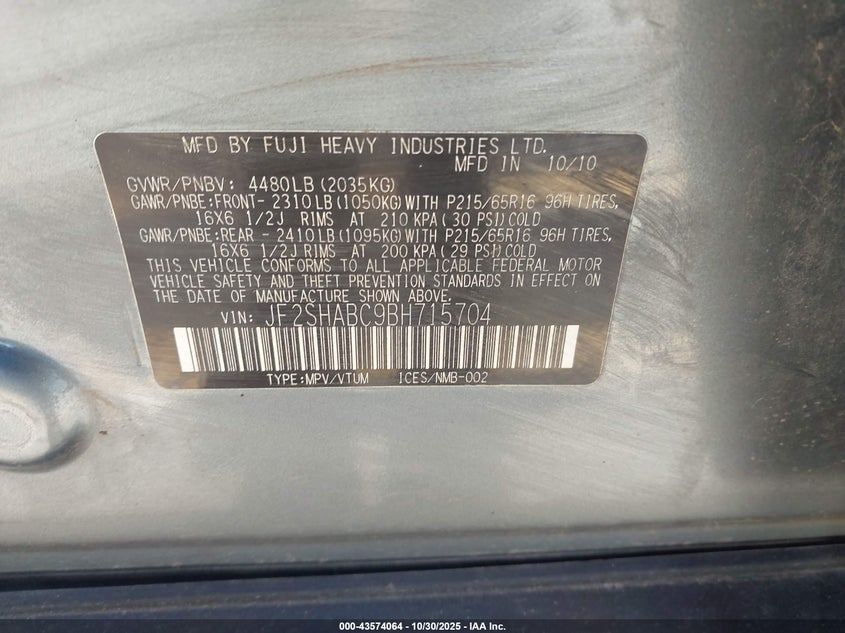 MFD BY FUJI HEAVY INDUSTRIES LTD.
MFD IN 10/10
GVWR/PNBV: 4480LB(2035KG)
GAWR/PNBE:FRONT- 2310LB(1050KG)WITH P215/65R16 96H TIRES,
16X6 1/2J RIMS AT 210 KPA(30 PSI)COLD
GAWR/PNBE:REAR - 2410LB(1095KG)WITH P215/65R16 96H TIRES,
16X6 1/2J RIMS AT 200 KPA(29 PSI)COLD
THIS VEHICLE CONFORMS TO ALL APPLICABLE FEDERAL MOTOR
VEHICLE SAFETY AND THEFT PREVENTION STANDARDS IN EFFECT ON
THE DATE OF MANUFACTURE SHOWN ABOVE.
VIN: JF2SHABC9BH715704
TYPE:MPV/VTUM ICES/NMB-002
000-43574064 - 10/30/2025 - IAA Inc.